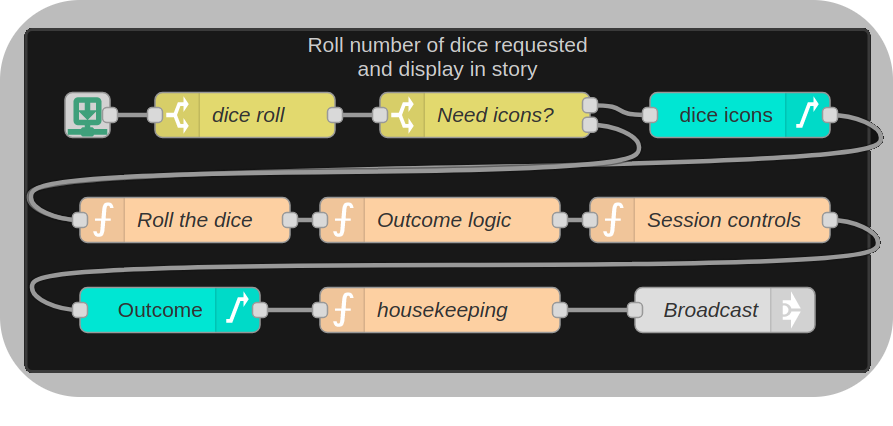 Roll number of dice requested
and display in story
dice roll
Need icons?
dice icons
Roll the dice
Outcome logic
Session controls
Outcome
housekeeping
Broadcast